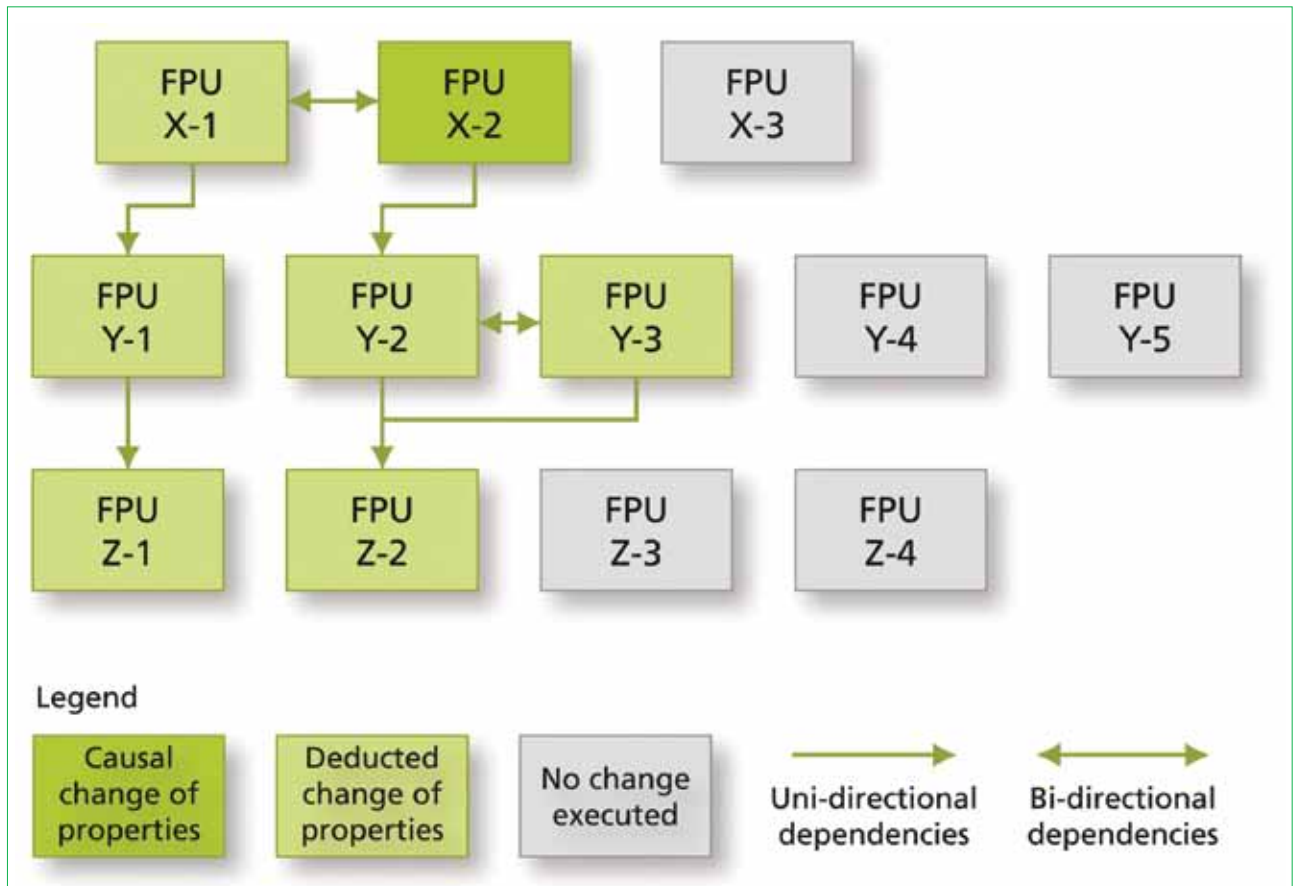 FPU
X-1
FPU
X-2
FPU
X-3
FPU
Y-1
FPU
Y-2
FPU
Y-3
FPU
Y-4
FPU
Y-5
FPU
Z-1
FPU
Z-2
FPU
Z-3
FPU
Z-4
Legend
Causal
change of
properties
Deducted
change of
properties
No change
executed
Uni-directional
dependencies
Bi-directional
dependencies